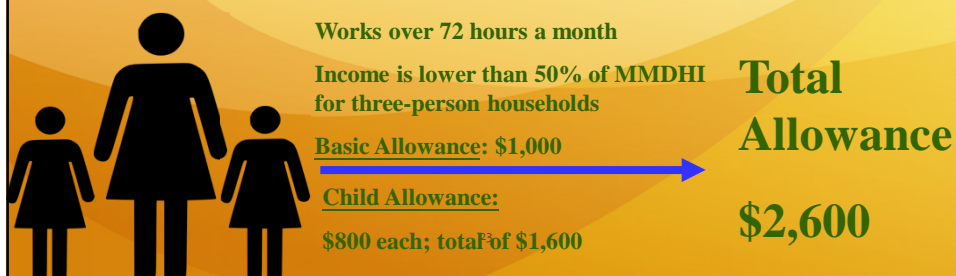 Works over 72 hours a month
Income is lower than 50% of MMDHI
for three-person households
Basic Allowance: $1,000
Child Allowance:
$800 each; total of $1,600
23
Total
Allowance
$2,600